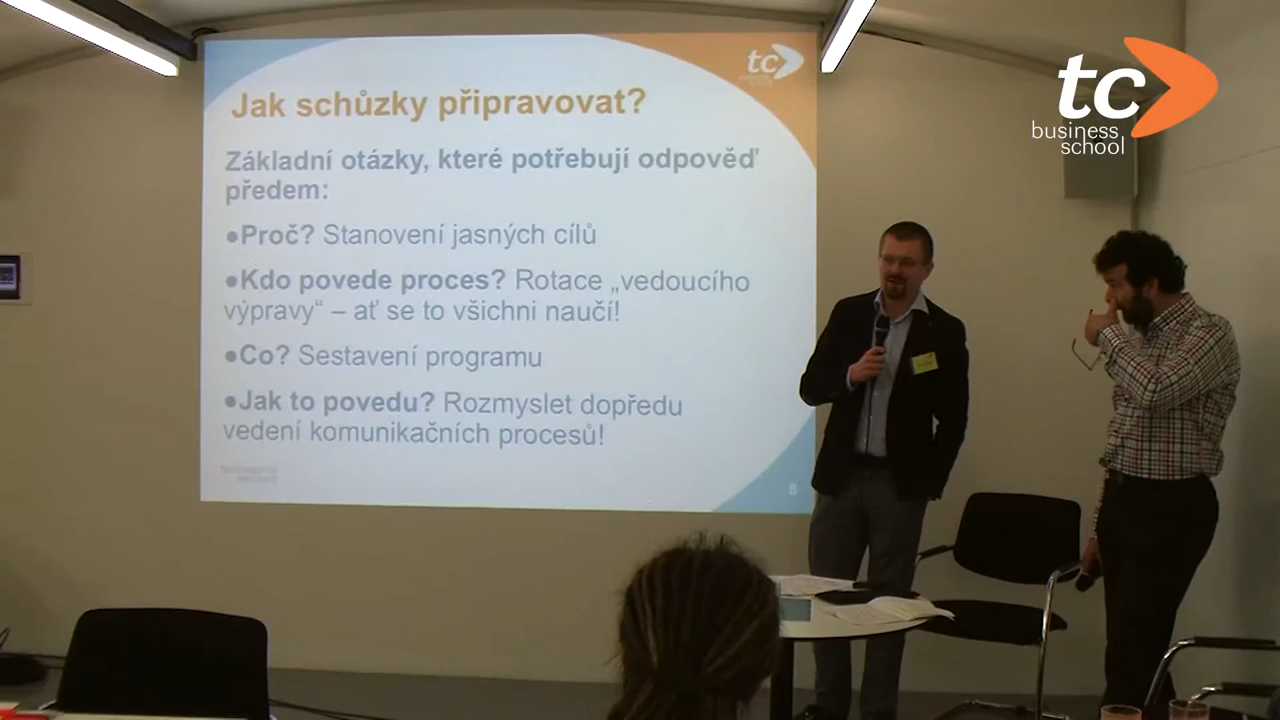 tc
Jak schůzky připravovat?
Základní otázky, které potřebují odpověď
předem:
●Proč? Stanovení jasných cílů
●Kdo povede proces? Rotace „vedoucího
výpravy“ – ať se to všichni naučí!
●Co? Sestavení programu
●Jak to povedu? Rozmyslet dopředu
vedení komunikačních procesů!
tc
business
school